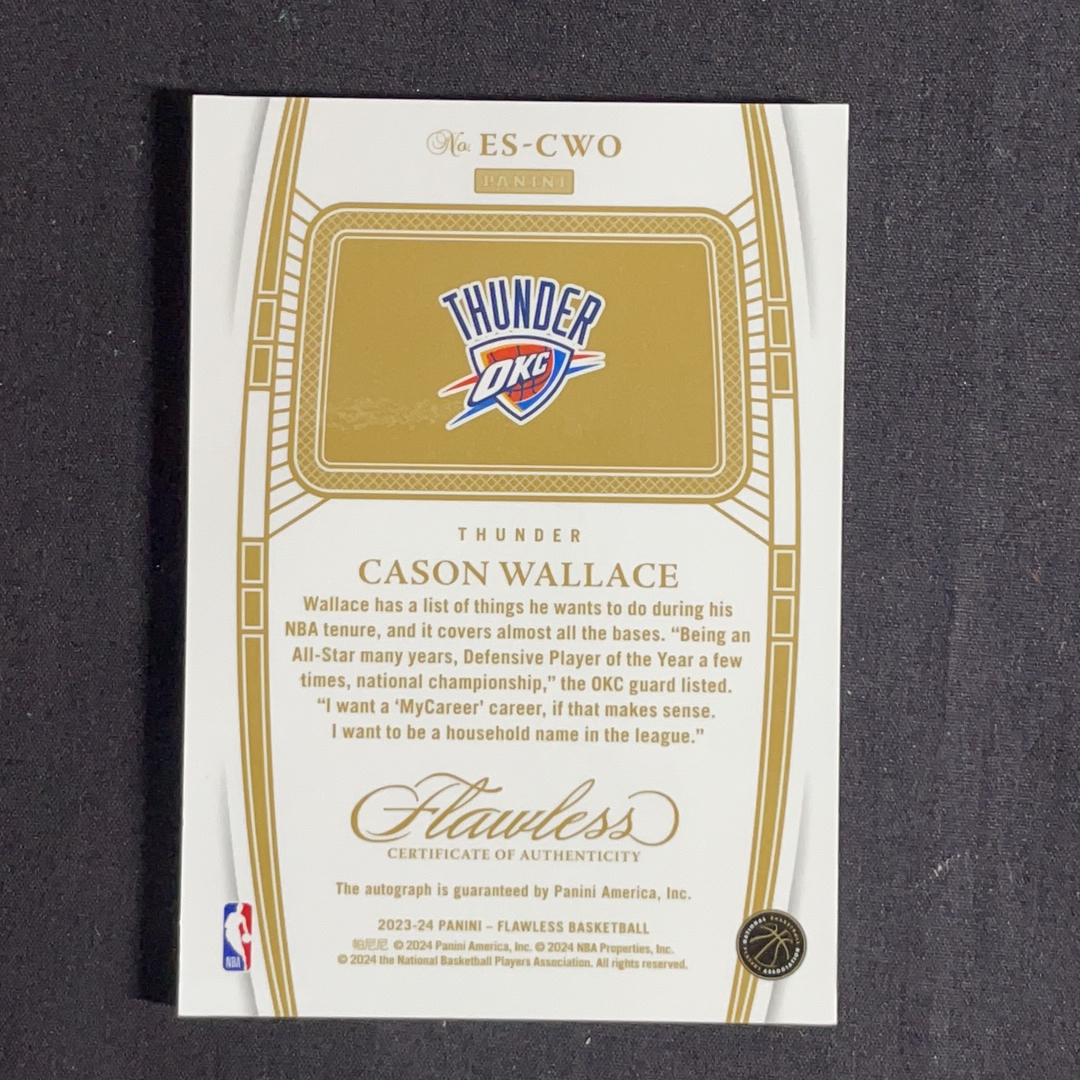 No. ES-CWO
PANINI
THUNDER
OKC
THUNDER
CASON WALLACE
Wallace has a list of things he wants to do during his
NBA tenure, and it covers almost all the bases. “Being an
All-Star many years, Defensive Player of the Year a few
times, national championship,” the OKC guard listed.
“I want a ‘MyCareer’ career, if that makes sense.
I want to be a household name in the league.”
Flawless
CERTIFICATE OF AUTHENTICITY
The autograph is guaranteed by Panini America, Inc.
2023-24 PANINI – FLAWLESS BASKETBALL
帕尼尼 © 2024 Panini America, Inc. © 2024 NBA Properties, Inc.
© 2024 the National Basketball Players Association. All rights reserved.
NBA
NATIONAL BASKETBALL
PLAYERS ASSOCIATION